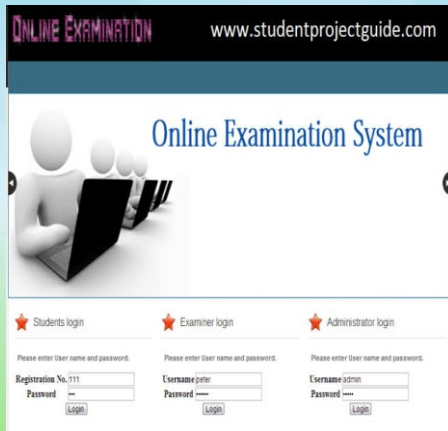 ONLINE EXAMINATION www.studentprojectguide.com
Online Examination System
Students login
Please enter User name and password.
Registration No. 111
Password •••
Login
Examiner login
Please enter User name and password.
Username peter
Password •••••
Login
Administrator login
Please enter User name and password.
Username admin
Password •••••
Login